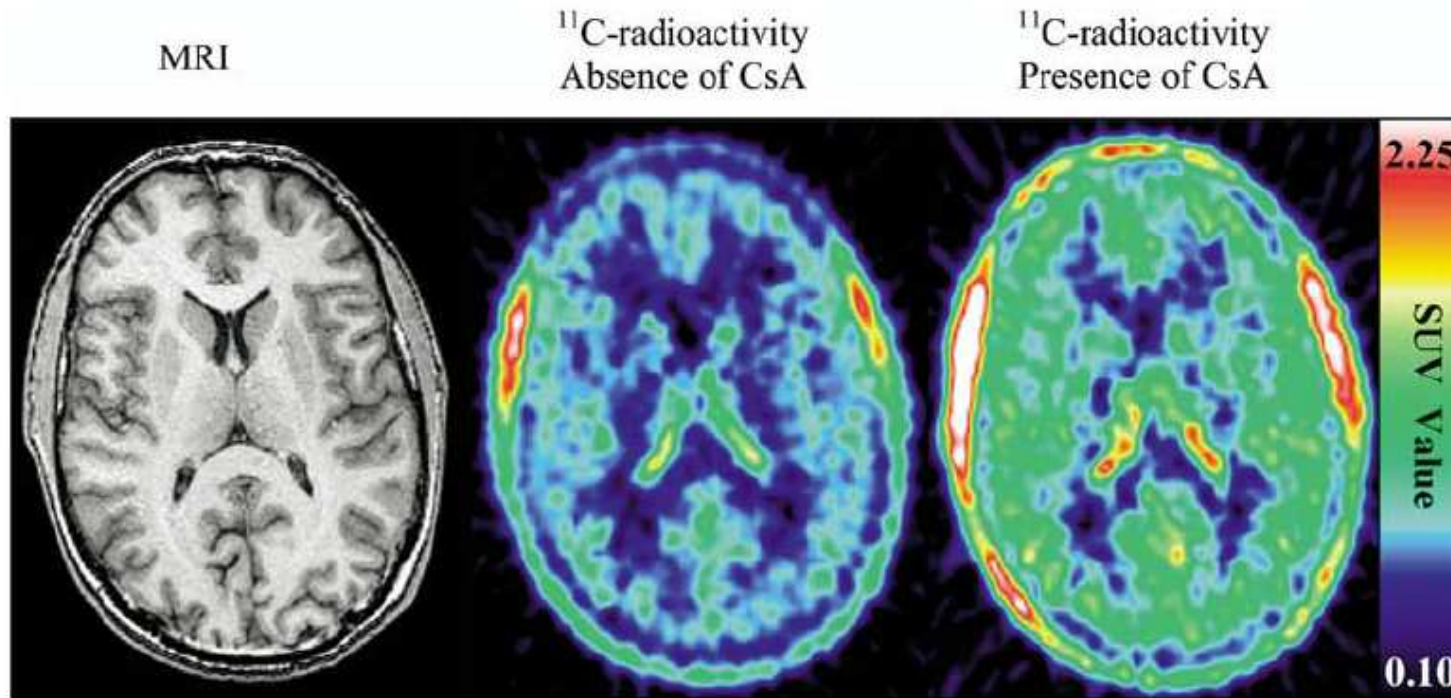 MRI
¹¹C-radioactivity
Absence of CsA
¹¹C-radioactivity
Presence of CsA
2.25
SUV Value
0.10